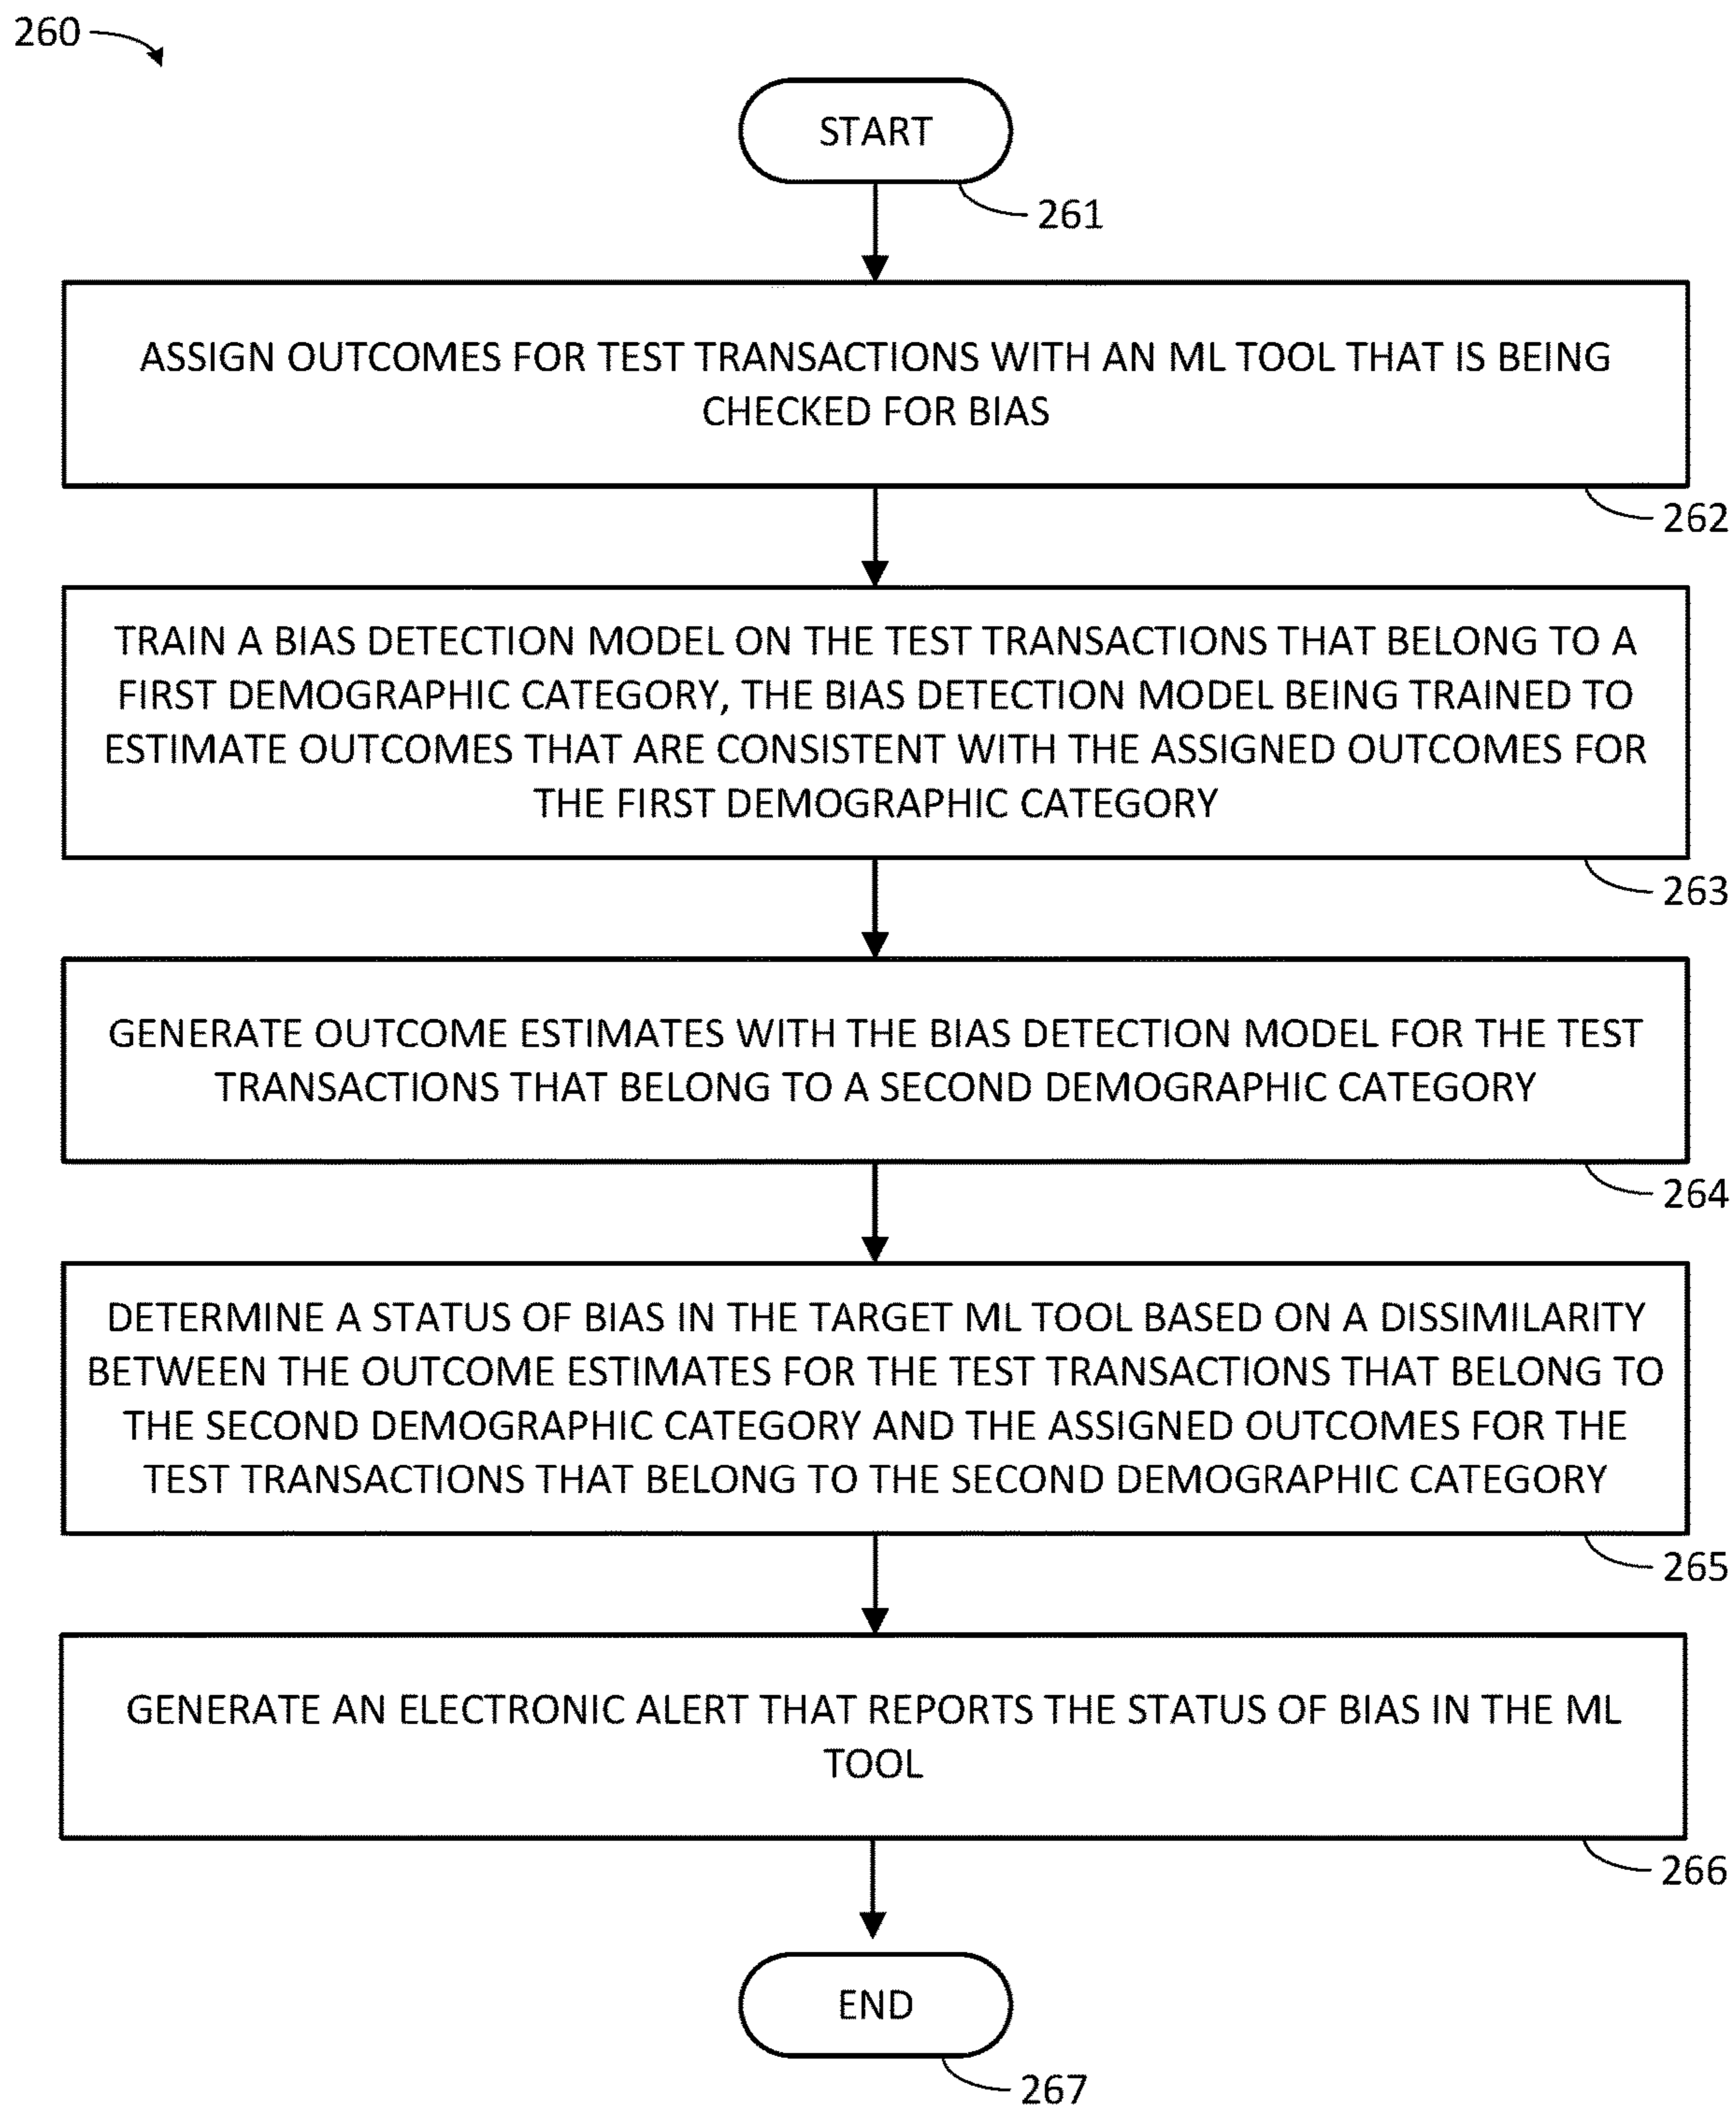 260
START
261
ASSIGN OUTCOMES FOR TEST TRANSACTIONS WITH AN ML TOOL THAT IS BEING
CHECKED FOR BIAS
262
TRAIN A BIAS DETECTION MODEL ON THE TEST TRANSACTIONS THAT BELONG TO A
FIRST DEMOGRAPHIC CATEGORY, THE BIAS DETECTION MODEL BEING TRAINED TO
ESTIMATE OUTCOMES THAT ARE CONSISTENT WITH THE ASSIGNED OUTCOMES FOR
THE FIRST DEMOGRAPHIC CATEGORY
263
GENERATE OUTCOME ESTIMATES WITH THE BIAS DETECTION MODEL FOR THE TEST
TRANSACTIONS THAT BELONG TO A SECOND DEMOGRAPHIC CATEGORY
264
DETERMINE A STATUS OF BIAS IN THE TARGET ML TOOL BASED ON A DISSIMILARITY
BETWEEN THE OUTCOME ESTIMATES FOR THE TEST TRANSACTIONS THAT BELONG TO
THE SECOND DEMOGRAPHIC CATEGORY AND THE ASSIGNED OUTCOMES FOR THE
TEST TRANSACTIONS THAT BELONG TO THE SECOND DEMOGRAPHIC CATEGORY
265
GENERATE AN ELECTRONIC ALERT THAT REPORTS THE STATUS OF BIAS IN THE ML
TOOL
266
END
267